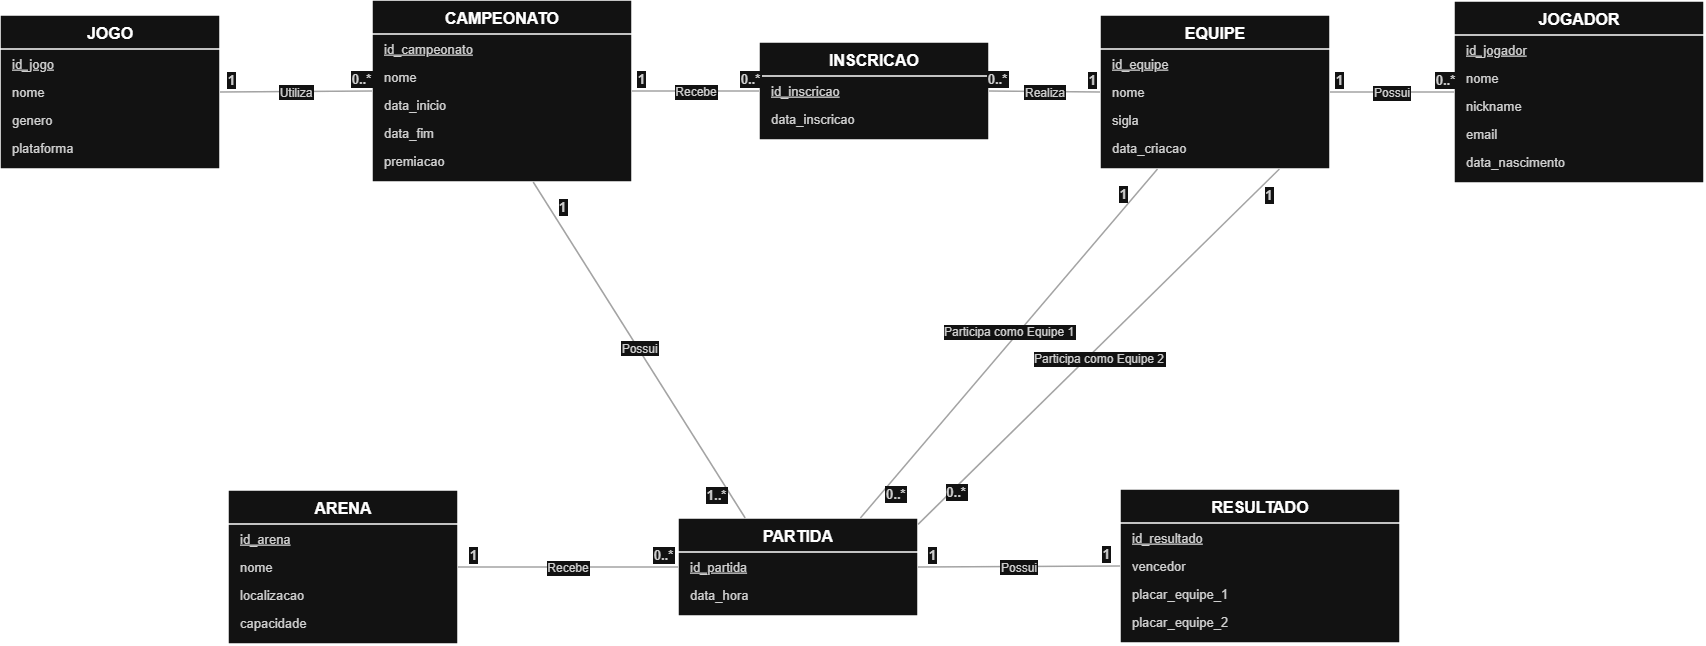 JOGO
id_jogo
nome
genero
plataforma
1
Utiliza
0..*
CAMPEONATO
id_campeonato
nome
data_inicio
data_fim
premiacao
1
Recebe
0..*
INSCRICAO
id_inscricao
data_inscricao
0..*
Realiza
1
EQUIPE
id_equipe
nome
sigla
data_criacao
1
Possui
0..*
JOGADOR
id_jogador
nome
nickname
email
data_nascimento
1
Possui
1..*
1
Participa como Equipe 1
0..*
1
Participa como Equipe 2
0..*
ARENA
id_arena
nome
localizacao
capacidade
1
Recebe
0..*
PARTIDA
id_partida
data_hora
1
Possui
1
RESULTADO
id_resultado
vencedor
placar_equipe_1
placar_equipe_2